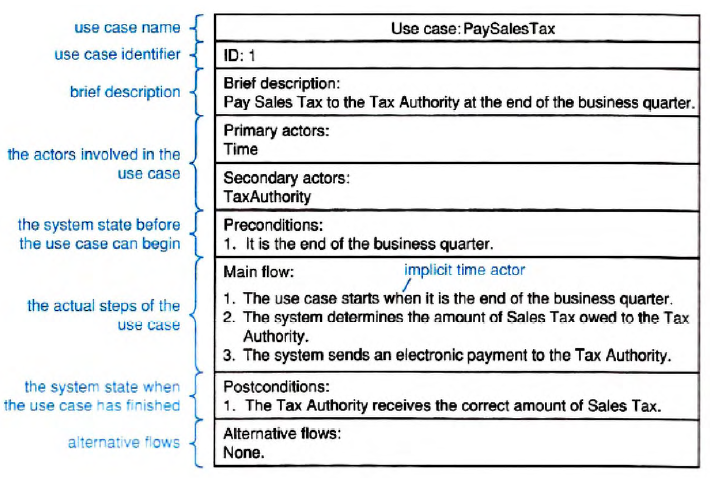 use case name
Use case: PaySalesTax
use case identifier
ID: 1
brief description
Brief description:
Pay Sales Tax to the Tax Authority at the end of the business quarter.
the actors involved in the
use case
Primary actors:
Time
Secondary actors:
TaxAuthority
the system state before
the use case can begin
Preconditions:
1. It is the end of the business quarter.
the actual steps of the
use case
Main flow:
implicit time actor
1. The use case starts when it is the end of the business quarter.
2. The system determines the amount of Sales Tax owed to the Tax
Authority.
3. The system sends an electronic payment to the Tax Authority.
the system state when
the use case has finished
Postconditions:
1. The Tax Authority receives the correct amount of Sales Tax.
alternative flows
Alternative flows:
None.